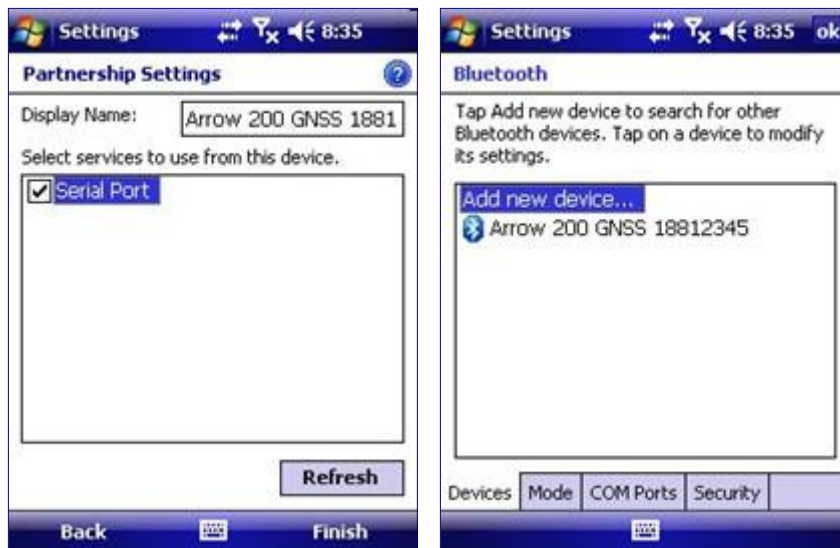 Settings 8:35
Partnership Settings
Display Name: Arrow 200 GNSS 1881
Select services to use from this device.
Serial Port
Refresh
Back Finish
Settings 8:35 ok
Bluetooth
Tap Add new device to search for other
Bluetooth devices. Tap on a device to modify
its settings.
Add new device...
Arrow 200 GNSS 18812345
Devices Mode COM Ports Security